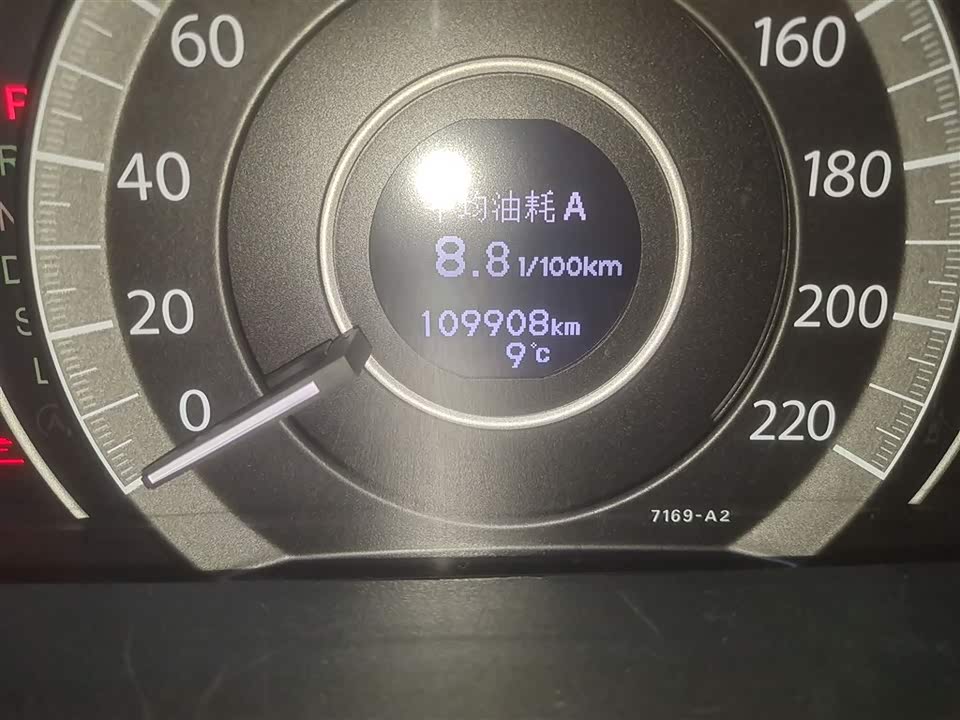 60
160
P
R
40
180
N
均油耗 A
D
8.8 l/100km
20
200
S
109908km
9°c
L
0
220
7169-A2